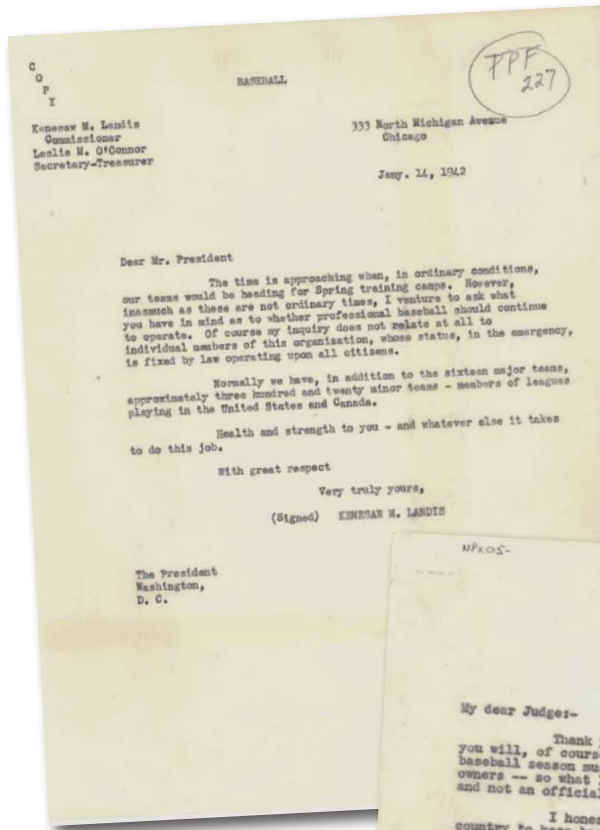 C
O
P
Y
BASEBALL
PPF
227
Kenesaw M. Landis
Commissioner
Leslie M. O'Connor
Secretary-Treasurer
333 North Michigan Avenue
Chicago
Jany. 14, 1942
Dear Mr. President
The time is approaching when, in ordinary conditions,
our teams would be heading for Spring training camps. However,
inasmuch as these are not ordinary times, I venture to ask what
you have in mind as to whether professional baseball should continue
to operate. Of course my inquiry does not relate at all to
individual members of this organization, whose status, in the emergency,
is fixed by law operating upon all citizens.
Normally we have, in addition to the sixteen major teams,
approximately three hundred and twenty minor teams - members of leagues
playing in the United States and Canada.
Health and strength to you - and whatever else it takes
to do this job.
With great respect
Very truly yours,
(Signed) KENESAW M. LANDIS
The President
Washington,
D. C.
NPx05-
My dear Judge:-
Thank
you will, of cours
baseball season mu
owners -- so what
and not an official
I hones
country to keep